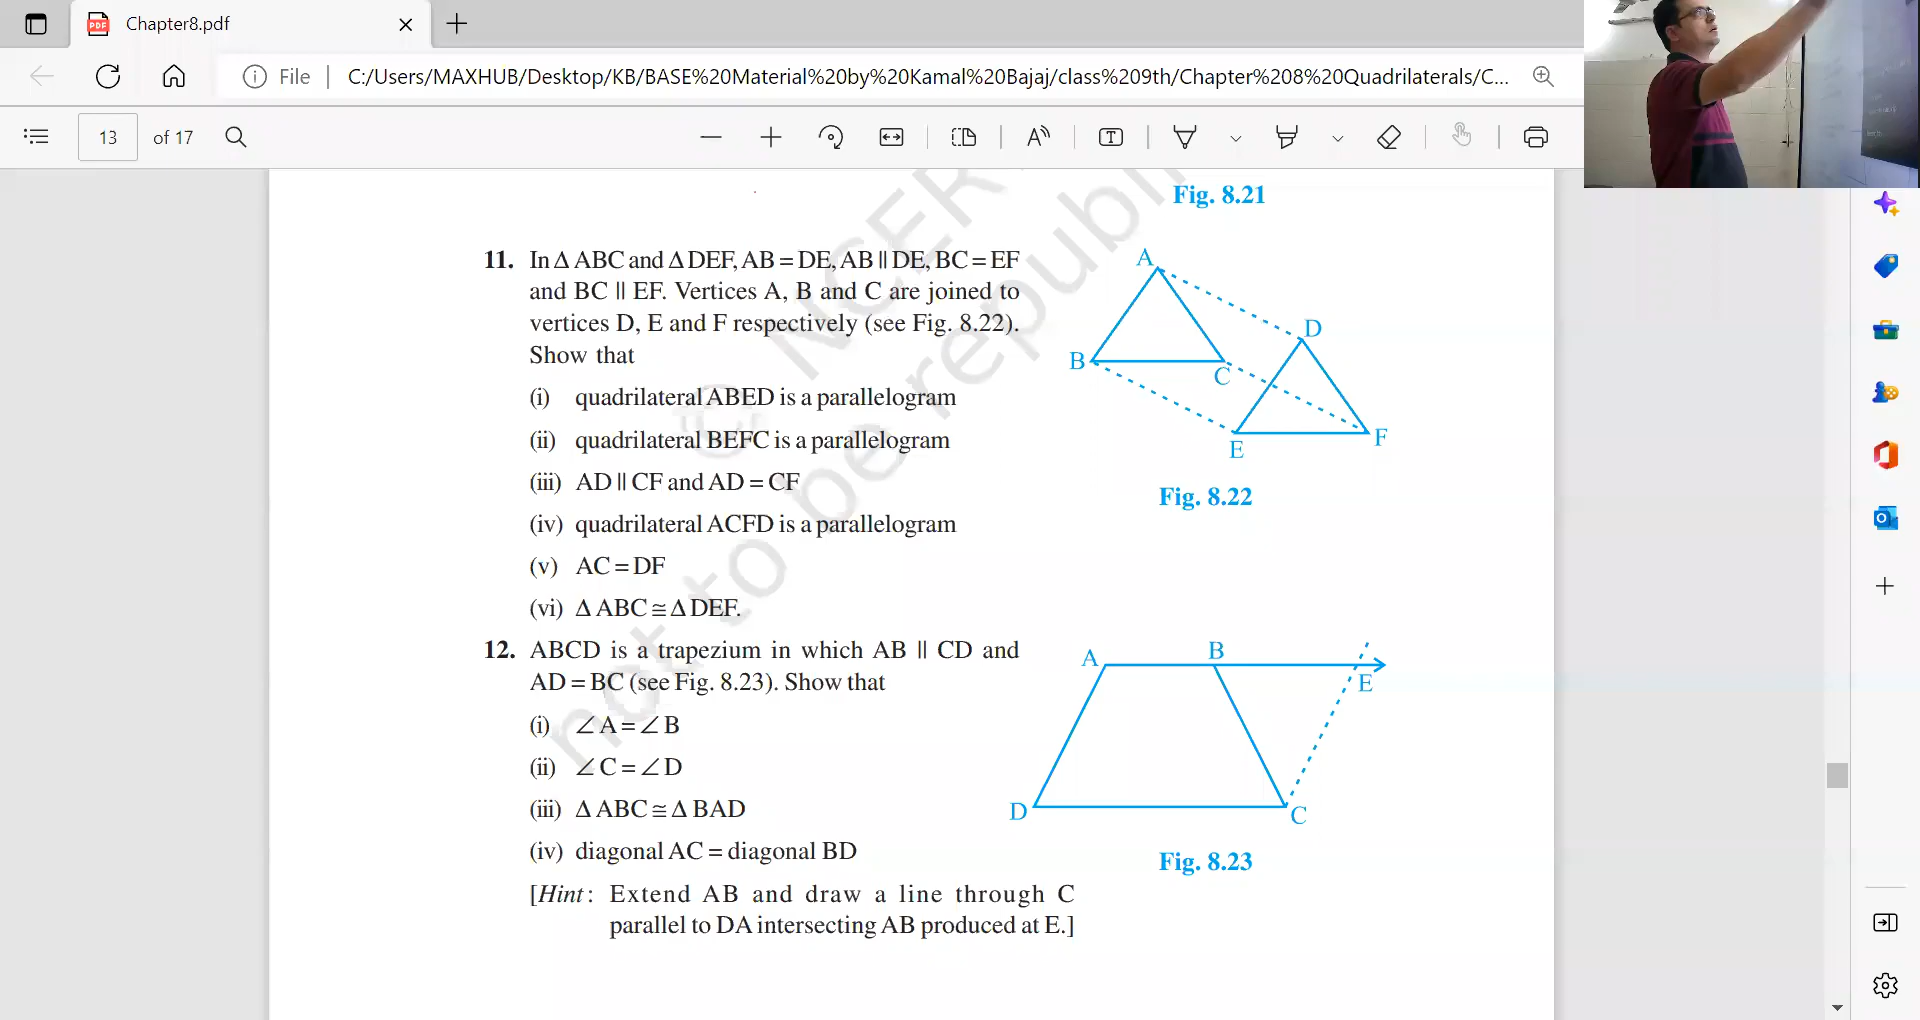 Chapter8.pdf
File
C:/Users/MAXHUB/Desktop/KB/BASE%20Material%20by%20Kamal%20Bajaj/class%209th/Chapter%208%20Quadrilaterals/C...
13 of 17
Fig. 8.21
11. In Δ ABC and Δ DEF, AB = DE, AB || DE, BC = EF
and BC || EF. Vertices A, B and C are joined to
vertices D, E and F respectively (see Fig. 8.22).
Show that
(i) quadrilateral ABED is a parallelogram
(ii) quadrilateral BEFC is a parallelogram
(iii) AD || CF and AD = CF
(iv) quadrilateral ACFD is a parallelogram
(v) AC = DF
(vi) Δ ABC ≅ Δ DEF.
A
D
B
C
E
F
Fig. 8.22
12. ABCD is a trapezium in which AB || CD and
AD = BC (see Fig. 8.23). Show that
(i) ∠ A = ∠ B
(ii) ∠ C = ∠ D
(iii) Δ ABC ≅ Δ BAD
(iv) diagonal AC = diagonal BD
[Hint : Extend AB and draw a line through C
parallel to DA intersecting AB produced at E.]
A
B
E
D
C
Fig. 8.23
© NCER
not to be republi